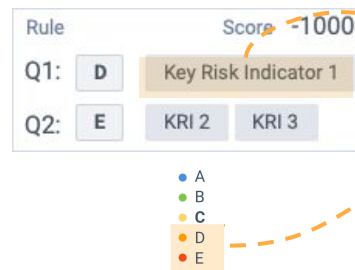 Rule Score -1000
Q1: D Key Risk Indicator 1
Q2: E KRI 2 KRI 3
A
B
C
D
E